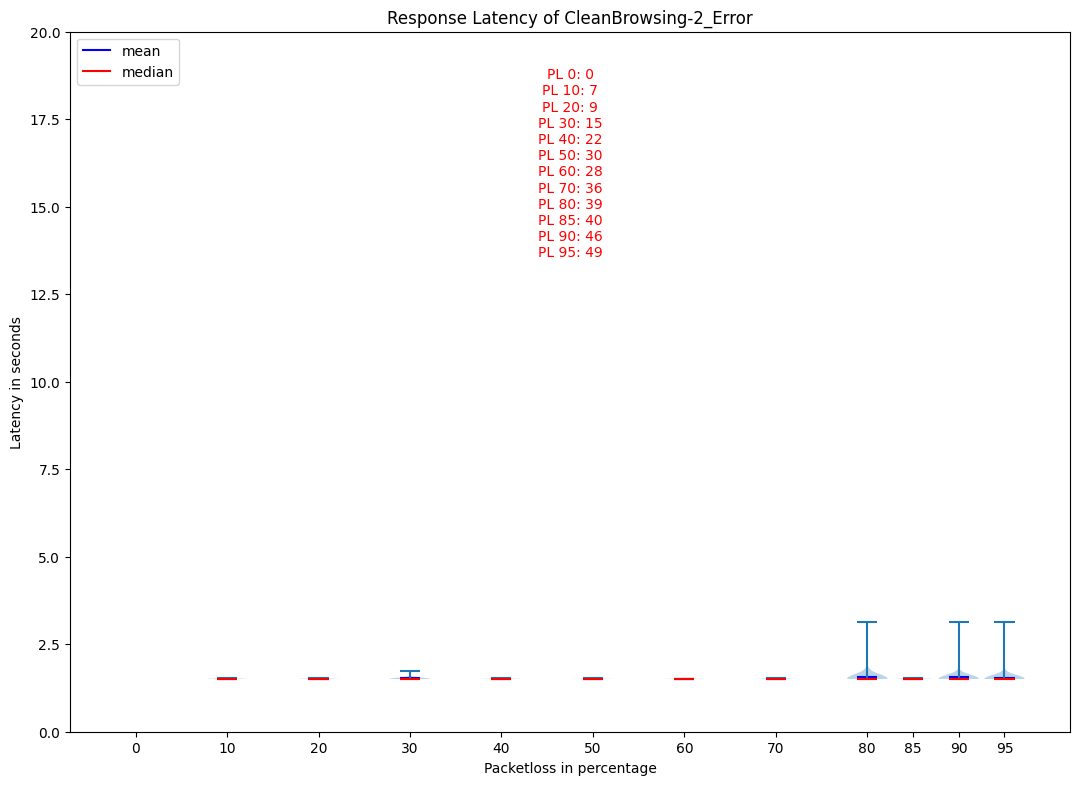 Response Latency of CleanBrowsing-2_Error
mean
median
PL 0: 0
PL 10: 7
PL 20: 9
PL 30: 15
PL 40: 22
PL 50: 30
PL 60: 28
PL 70: 36
PL 80: 39
PL 85: 40
PL 90: 46
PL 95: 49
Latency in seconds
20.0
17.5
15.0
12.5
10.0
7.5
5.0
2.5
0.0
0 10 20 30 40 50 60 70 80 85 90 95
Packetloss in percentage